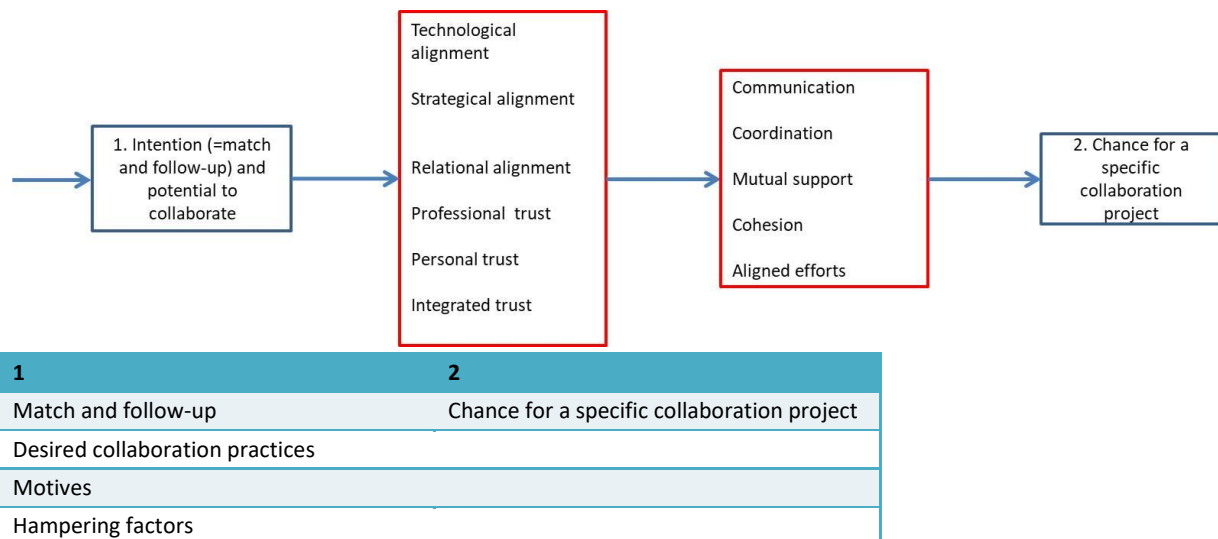 1. Intention (=match
and follow-up) and
potential to
collaborate
Technological
alignment
Strategical alignment
Relational alignment
Professional trust
Personal trust
Integrated trust
Communication
Coordination
Mutual support
Cohesion
Aligned efforts
2. Chance for a
specific
collaboration
project
1 2
Match and follow-up Chance for a specific collaboration project
Desired collaboration practices
Motives
Hampering factors